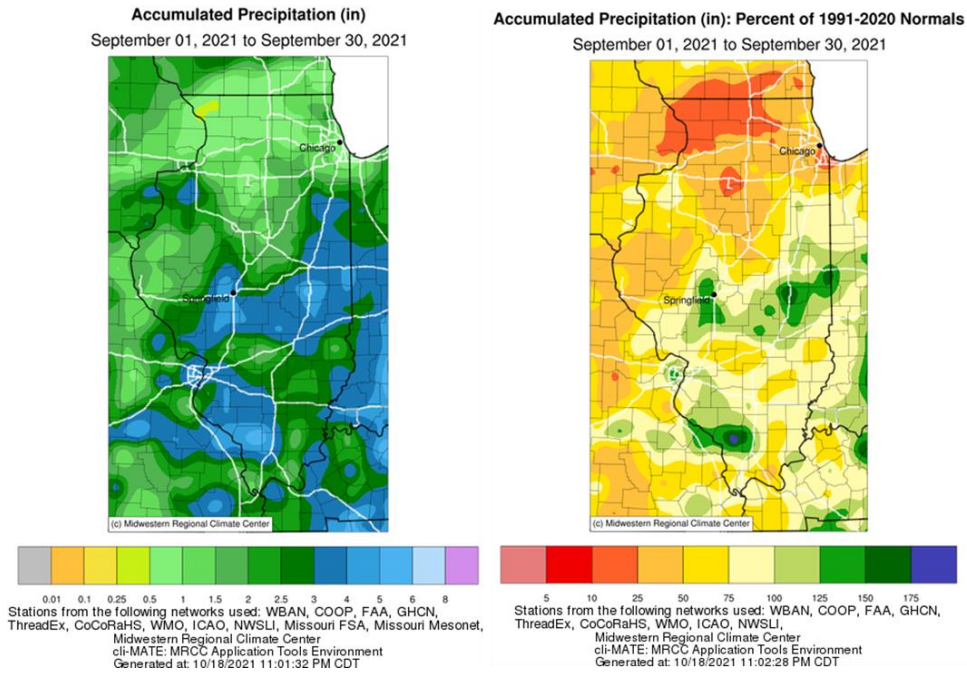 Accumulated Precipitation (in)
September 01, 2021 to September 30, 2021
Chicago
Springfield
(c) Midwestern Regional Climate Center
0.01 0.1 0.25 0.5 1 1.5 2 2.5 3 4 5 6 8
Stations from the following networks used: WBAN, COOP, FAA, GHCN,
ThreadEx, CoCoRaHS, WMO, ICAO, NWSLI, Missouri FSA, Missouri Mesonet,
Midwestern Regional Climate Center
cli-MATE: MRCC Application Tools Environment
Generated at: 10/18/2021 11:01:32 PM CDT
Accumulated Precipitation (in): Percent of 1991-2020 Normals
September 01, 2021 to September 30, 2021
Chicago
Springfield
(c) Midwestern Regional Climate Center
5 10 25 50 75 100 125 150 175
Stations from the following networks used: WBAN, COOP, FAA, GHCN,
ThreadEx, CoCoRaHS, WMO, ICAO, NWSLI,
Midwestern Regional Climate Center
cli-MATE: MRCC Application Tools Environment
Generated at: 10/18/2021 11:02:28 PM CDT